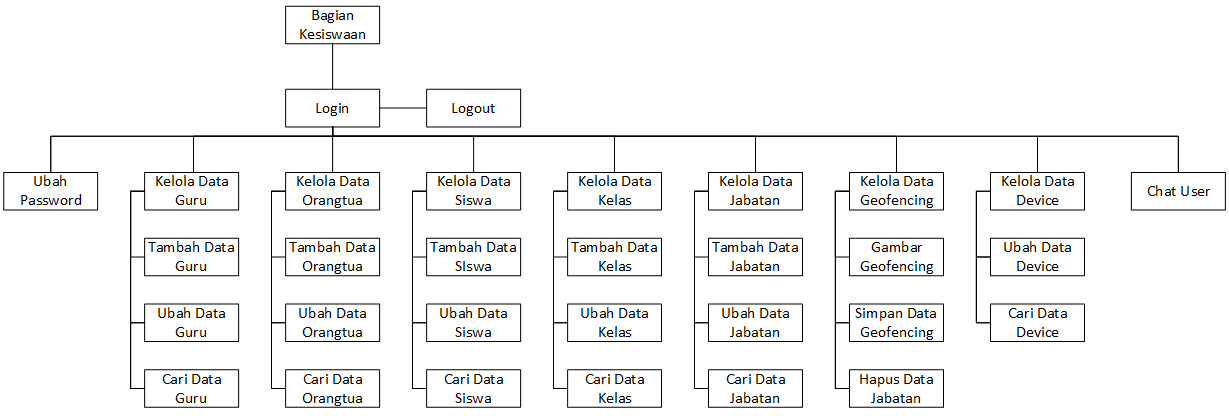 Bagian
Kesiswaan
Login
Logout
Ubah
Password
Kelola Data
Guru
Kelola Data
Orangtua
Kelola Data
Siswa
Kelola Data
Kelas
Kelola Data
Jabatan
Kelola Data
Geofencing
Kelola Data
Device
Chat User
Tambah Data
Guru
Tambah Data
Orangtua
Tambah Data
SIswa
Tambah Data
Kelas
Tambah Data
Jabatan
Gambar
Geofencing
Ubah Data
Device
Ubah Data
Guru
Ubah Data
Orangtua
Ubah Data
Siswa
Ubah Data
Kelas
Ubah Data
Jabatan
Simpan Data
Geofencing
Cari Data
Device
Cari Data
Guru
Cari Data
Orangtua
Cari Data
Siswa
Cari Data
Kelas
Cari Data
Jabatan
Hapus Data
Jabatan